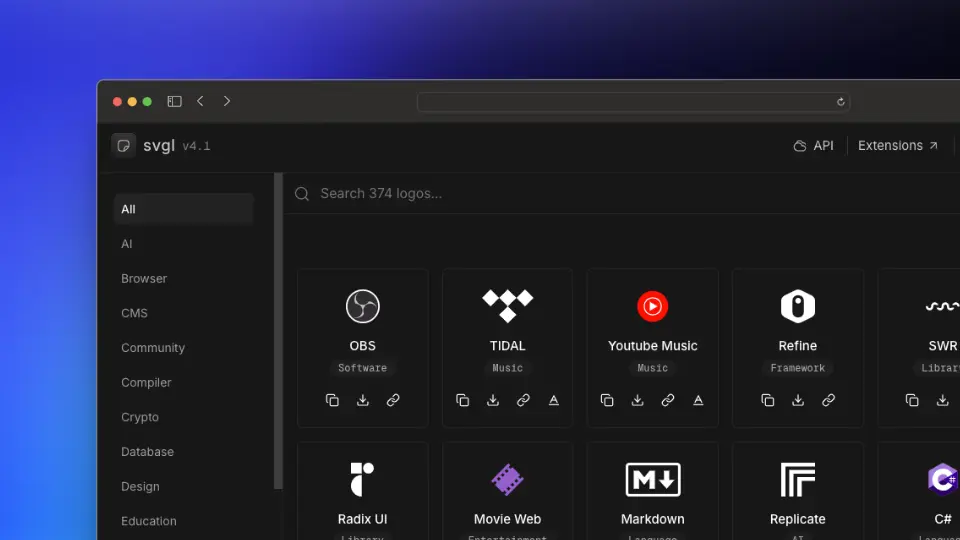 svgl v4.1
API
Extensions
All
AI
Browser
CMS
Community
Compiler
Crypto
Database
Design
Education
Search 374 logos...
OBS
Software
TIDAL
Music
Youtube Music
Music
Refine
Framework
SWR
Library
Radix UI
Library
Movie Web
Entertainment
Markdown
Language
Replicate
AI
C#
Language